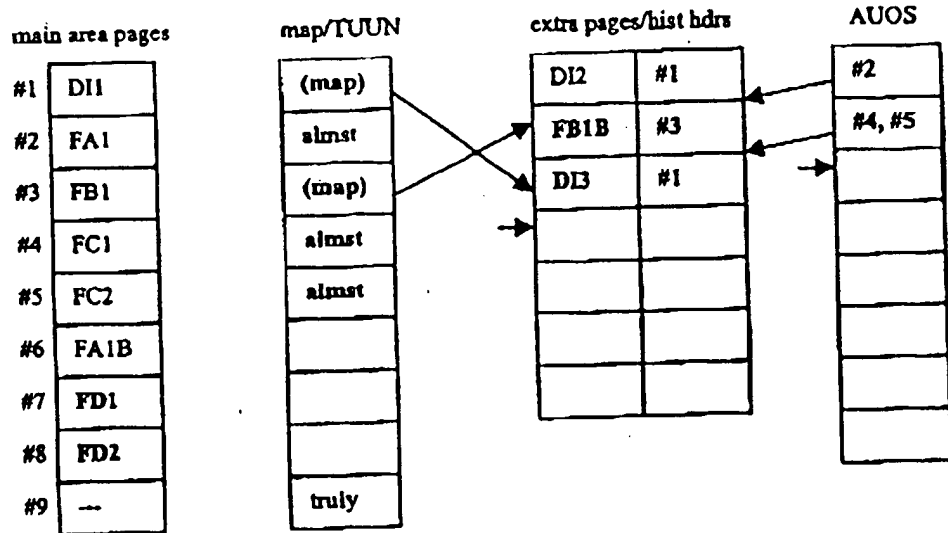 main area pages
#1 DI1
#2 FA1
#3 FB1
#4 FC1
#5 FC2
#6 FA1B
#7 FD1
#8 FD2
#9 ---
map/TUUN
(map)
almst
(map)
almst
almst
truly
extra pages/hist hdrs
DI2 #1
FB1B #3
DI3 #1
AUOS
#2
#4, #5